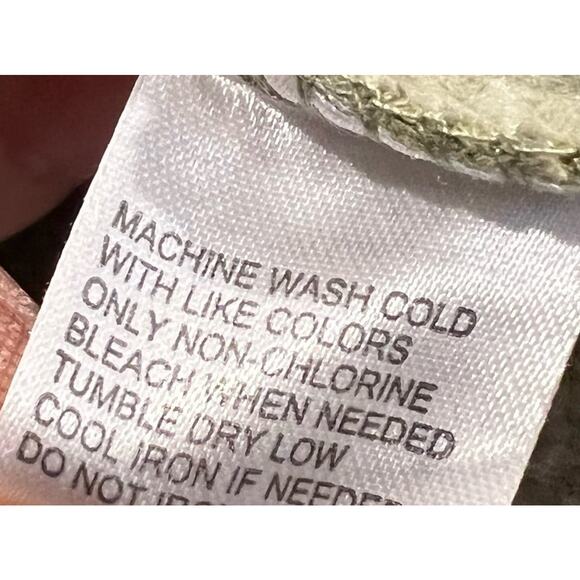 MACHINE WASH COLD
WITH LIKE COLORS
ONLY NON-CHLORINE
BLEACH WHEN NEEDED
TUMBLE DRY LOW
COOL IRON IF NEEDED
DO NOT